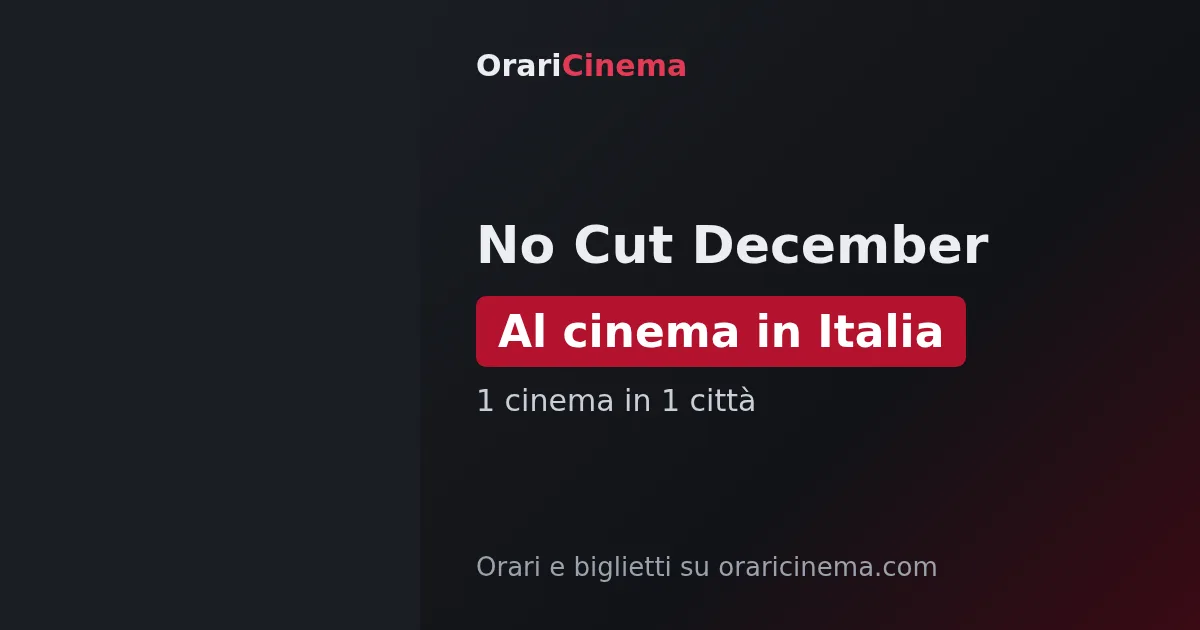 OrariCinema
No Cut December
Al cinema in Italia
1 cinema in 1 città
Orari e biglietti su oraricinema.com